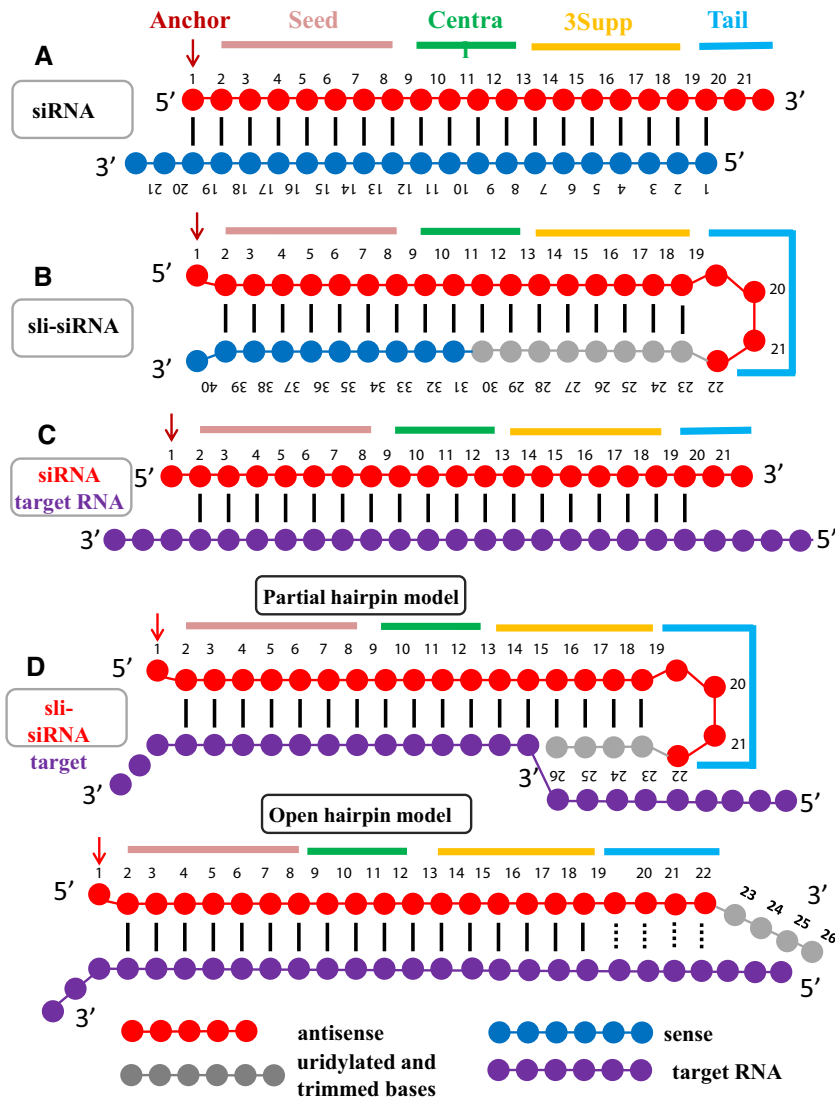 Anchor Seed Centra 3Supp Tail
l
A
1 2 3 4 5 6 7 8 9 10 11 12 13 14 15 16 17 18 19 20 21
5’ 3’
siRNA
3’ 5’
21 20 19 18 17 16 15 14 13 12 11 10 9 8 7 6 5 4 3 2 1
B
1 2 3 4 5 6 7 8 9 10 11 12 13 14 15 16 17 18 19
5’ 20
sli-siRNA
21
3’
40 39 38 37 36 35 34 33 32 31 30 29 28 27 26 25 24 23 22
C
1 2 3 4 5 6 7 8 9 10 11 12 13 14 15 16 17 18 19 20 21
siRNA 5’ 3’
target RNA
3’ 5’
Partial hairpin model
D
1 2 3 4 5 6 7 8 9 10 11 12 13 14 15 16 17 18 19
5’ 20
sli-
siRNA
target
21
3’ 3’ 26 25 24 23 22
5’
Open hairpin model
1 2 3 4 5 6 7 8 9 10 11 12 13 14 15 16 17 18 19 20 21 22
5’ 23 24 25 26 3’
3’ 5’
antisense sense
uridylated and
trimmed bases target RNA